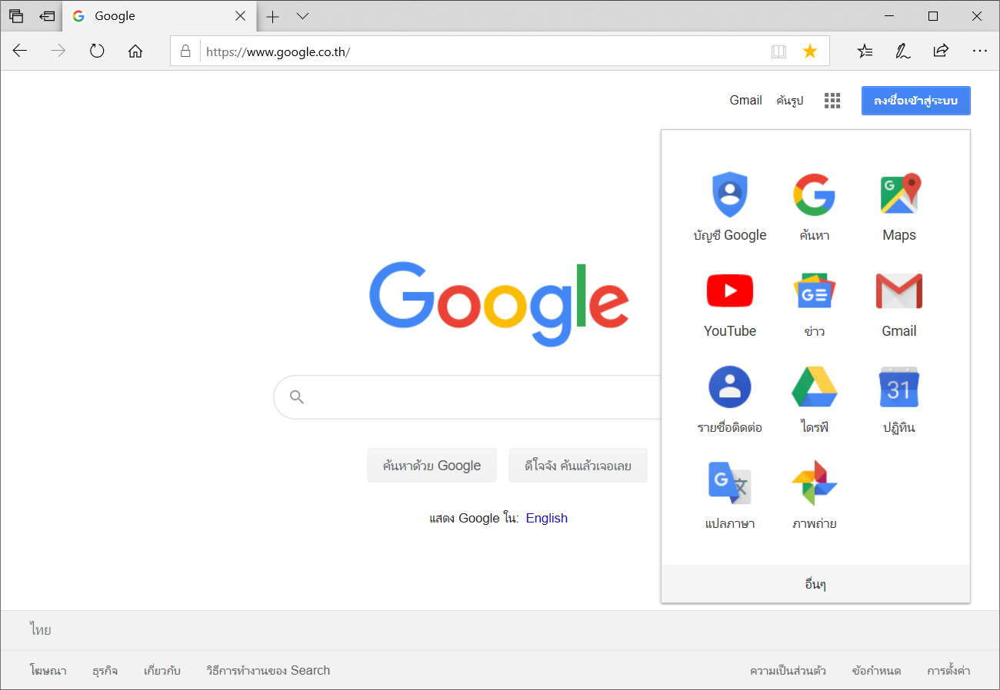 Google
https://www.google.co.th/
Gmail ค้นรูป ลงชื่อเข้าสู่ระบบ
บัญชี Google ค้นหา G Maps
YouTube G ข่าว Gmail
รายชื่อติดต่อ ไดรฟ์ 31 ปฏิทิน
G 文 แปลภาษา ภาพถ่าย
อื่นๆ
Google
ค้นหาด้วย Google ดีใจจัง ค้นแล้วเจอเลย
แสดง Google ใน: English
ไทย
โฆษณา ธุรกิจ เกี่ยวกับ วิธีการทำงานของ Search ความเป็นส่วนตัว ข้อกำหนด การตั้งค่า